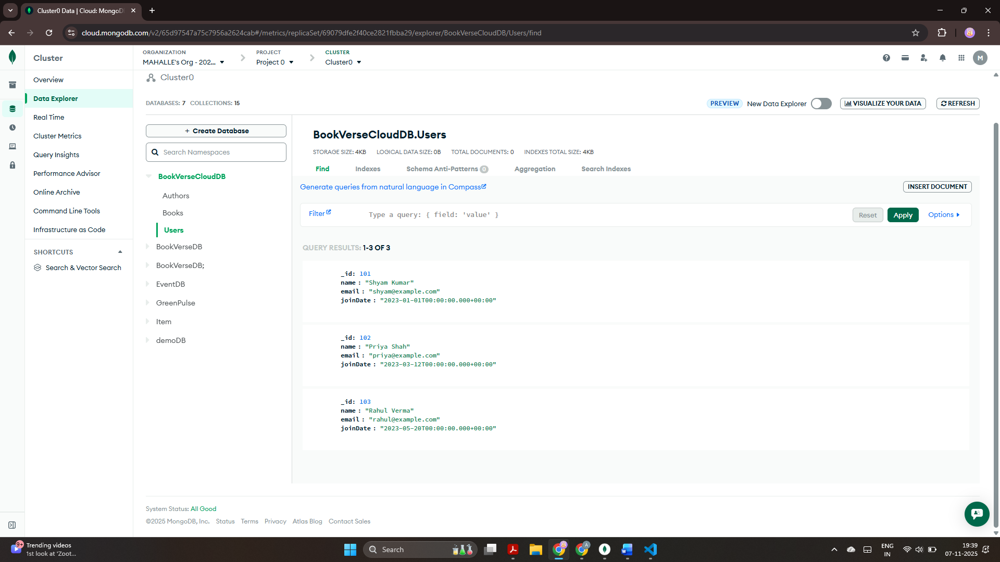 Cluster0 Data | Cloud: MongoD
cloud.mongodb.com/v2/65d97547a75c7956a2624cab#/metrics/replicaSet/69079dfe2f40ce2821fbba29/explorer/BookVerseCloudDB/Users/find
Cluster
ORGANIZATION
MAHALLE's Org - 202...
PROJECT
Project 0
CLUSTER
Cluster0
M
Overview
Data Explorer
Real Time
Cluster Metrics
Query Insights
Performance Advisor
Online Archive
Command Line Tools
Infrastructure as Code
SHORTCUTS
Search & Vector Search
Cluster0
DATABASES: 7 COLLECTIONS: 15
PREVIEW New Data Explorer
VISUALIZE YOUR DATA
REFRESH
+ Create Database
Search Namespaces
BookVerseCloudDB
Authors
Books
Users
BookVerseDB
BookVerseDB;
EventDB
GreenPulse
Item
demoDB
BookVerseCloudDB.Users
STORAGE SIZE: 4KB LOGICAL DATA SIZE: 0B TOTAL DOCUMENTS: 0 INDEXES TOTAL SIZE: 4KB
Find Indexes Schema Anti-Patterns 0 Aggregation Search Indexes
Generate queries from natural language in Compass
INSERT DOCUMENT
Filter
Type a query: { field: 'value' }
Reset
Apply
Options
QUERY RESULTS: 1-3 OF 3
_id: 101
name : "Shyam Kumar"
email : "shyam@example.com"
joinDate : "2023-01-01T00:00:00.000+00:00"
_id: 102
name : "Priya Shah"
email : "priya@example.com"
joinDate : "2023-03-12T00:00:00.000+00:00"
_id: 103
name : "Rahul Verma"
email : "rahul@example.com"
joinDate : "2023-05-20T00:00:00.000+00:00"
System Status: All Good
©2025 MongoDB, Inc. Status Terms Privacy Atlas Blog Contact Sales
9+
Trending videos
1st look at 'Zoot...
Search
A
ENG
IN
19:39
07-11-2025